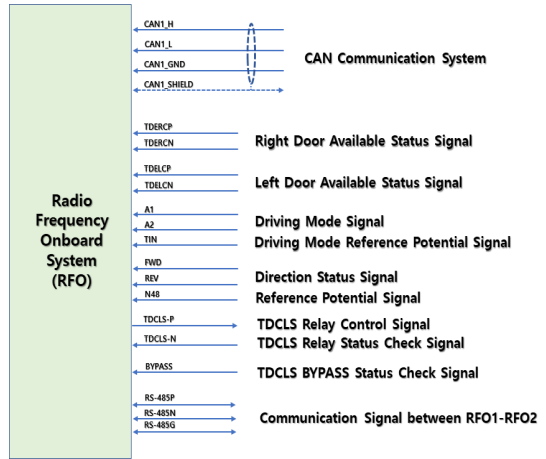 CAN1_H
CAN1_L
CAN1_GND
CAN1_SHIELD
CAN Communication System
TDERCP
TDERCN
Right Door Available Status Signal
TDELCP
TDELCN
Left Door Available Status Signal
Radio
Frequency
Onboard
System
(RFO)
A1
A2
TIN
Driving Mode Signal
Driving Mode Reference Potential Signal
FWD
REV
N48
Direction Status Signal
Reference Potential Signal
TDCLS-P
TDCLS Relay Control Signal
TDCLS-N
TDCLS Relay Status Check Signal
BYPASS
TDCLS BYPASS Status Check Signal
RS-485P
RS-485N
RS-485G
Communication Signal between RFO1-RFO2